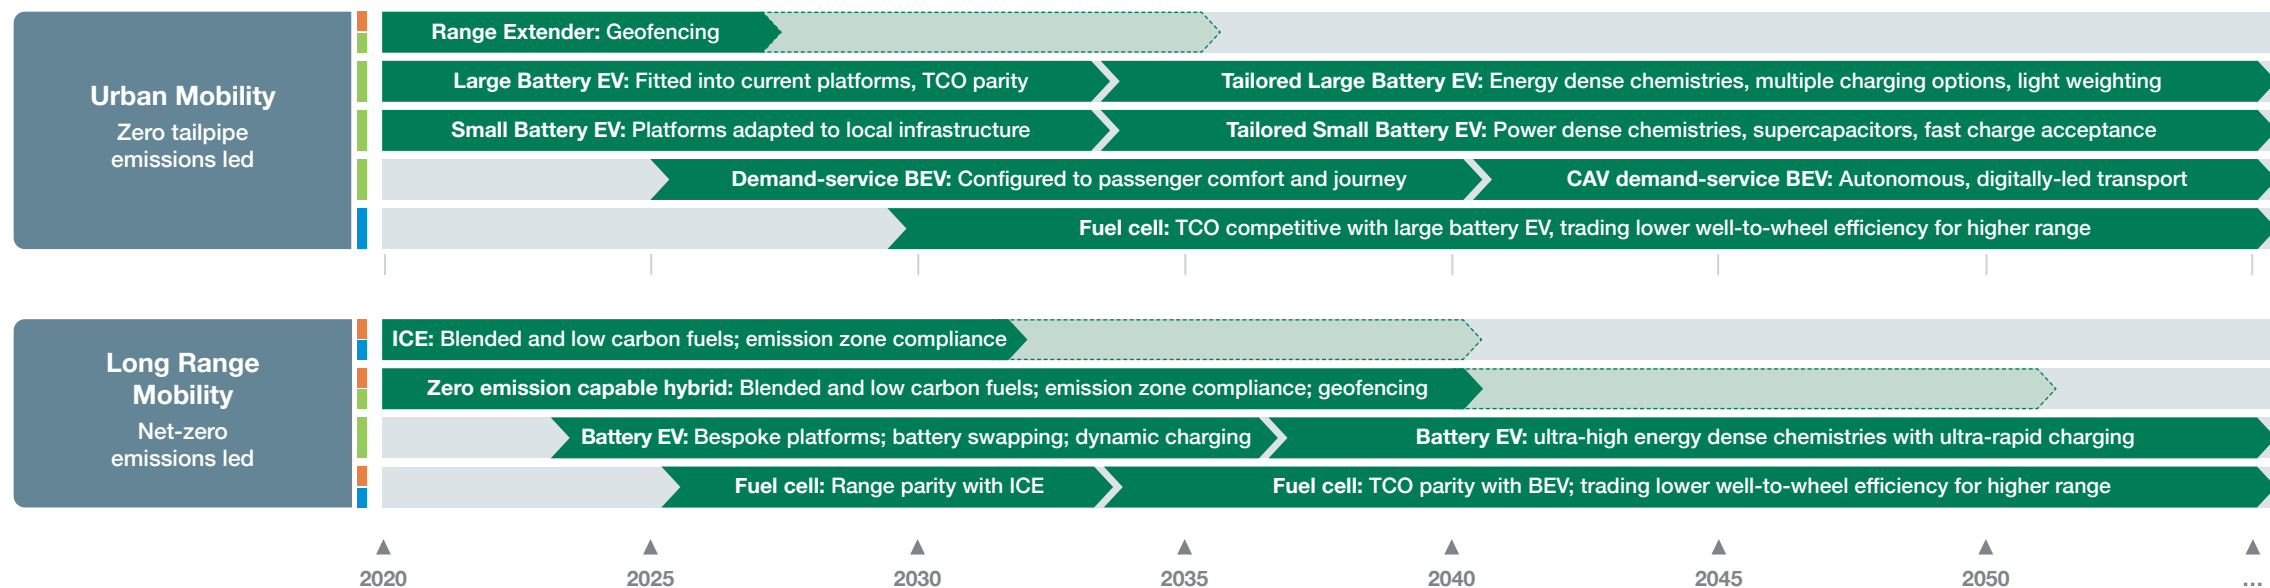 Urban Mobility
Zero tailpipe
emissions led
Range Extender: Geofencing
Large Battery EV: Fitted into current platforms, TCO parity
Tailored Large Battery EV: Energy dense chemistries, multiple charging options, light weighting
Small Battery EV: Platforms adapted to local infrastructure
Tailored Small Battery EV: Power dense chemistries, supercapacitors, fast charge acceptance
Demand-service BEV: Configured to passenger comfort and journey
CAV demand-service BEV: Autonomous, digitally-led transport
Fuel cell: TCO competitive with large battery EV, trading lower well-to-wheel efficiency for higher range
Long Range
Mobility
Net-zero
emissions led
ICE: Blended and low carbon fuels; emission zone compliance
Zero emission capable hybrid: Blended and low carbon fuels; emission zone compliance; geofencing
Battery EV: Bespoke platforms; battery swapping; dynamic charging
Battery EV: ultra-high energy dense chemistries with ultra-rapid charging
Fuel cell: Range parity with ICE
Fuel cell: TCO parity with BEV; trading lower well-to-wheel efficiency for higher range
2020 2025 2030 2035 2040 2045 2050 ...